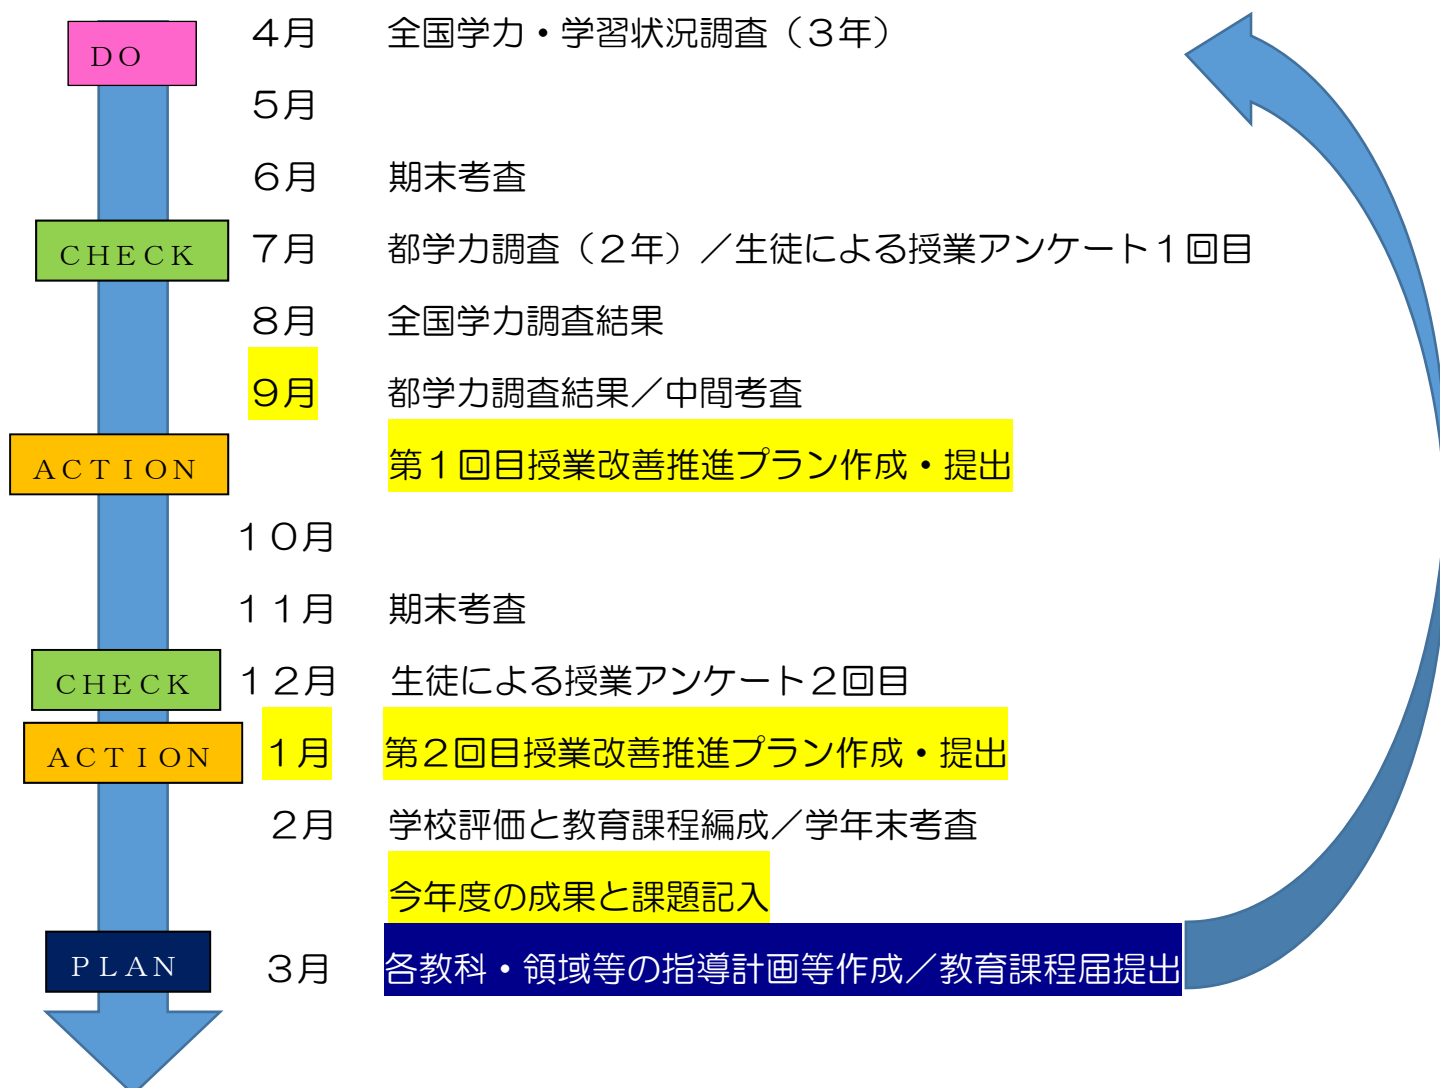 DO
４月 全国学力・学習状況調査（３年）
５月
６月 期末考査
CHECK
７月 都学力調査（２年）／生徒による授業アンケート１回目
８月 全国学力調査結果
９月 都学力調査結果／中間考査
ACTION
第１回目授業改善推進プラン作成・提出
１０月
１１月 期末考査
CHECK
１２月 生徒による授業アンケート２回目
ACTION
１月 第２回目授業改善推進プラン作成・提出
２月 学校評価と教育課程編成／学年末考査
今年度の成果と課題記入
PLAN
３月 各教科・領域等の指導計画等作成／教育課程届提出